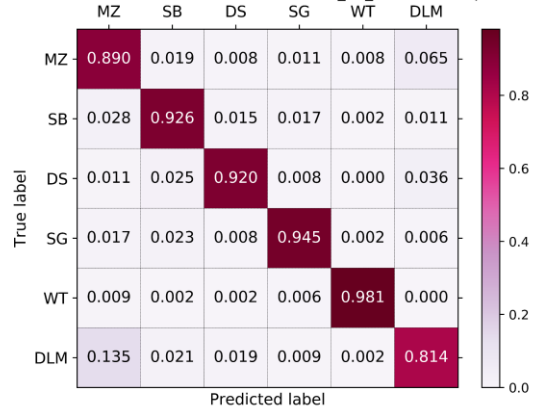 MZ SB DS SG WT DLM
MZ 0.890 0.019 0.008 0.011 0.008 0.065
SB 0.028 0.926 0.015 0.017 0.002 0.011
DS 0.011 0.025 0.920 0.008 0.000 0.036
SG 0.017 0.023 0.008 0.945 0.002 0.006
WT 0.009 0.002 0.002 0.006 0.981 0.000
DLM 0.135 0.021 0.019 0.009 0.002 0.814
True label
Predicted label
0.8
0.6
0.4
0.2
0.0